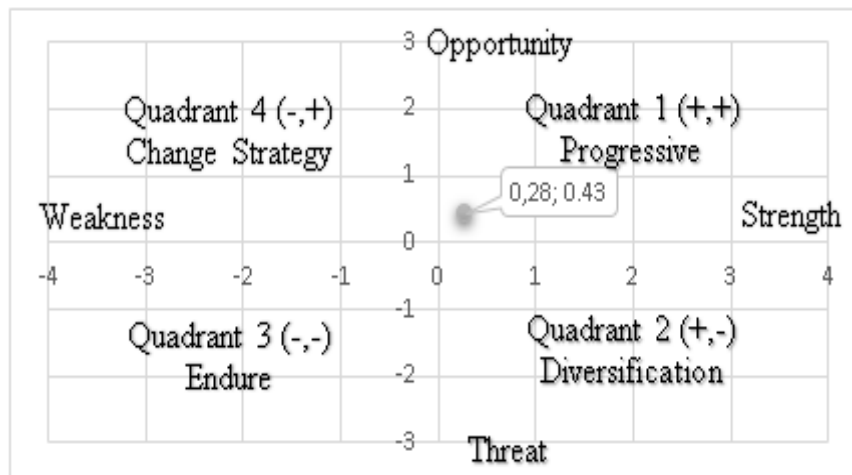 3 Opportunity
Quadrant 4 (-,+) 2 Quadrant 1 (+,+)
Change Strategy Progressive
1
0,28; 0.43
Weakness Strength
0
-4 -3 -2 -1 0 1 2 3 4
-1
Quadrant 3 (-,-) Quadrant 2 (+,-)
Endure -2 Diversification
-3
Threat